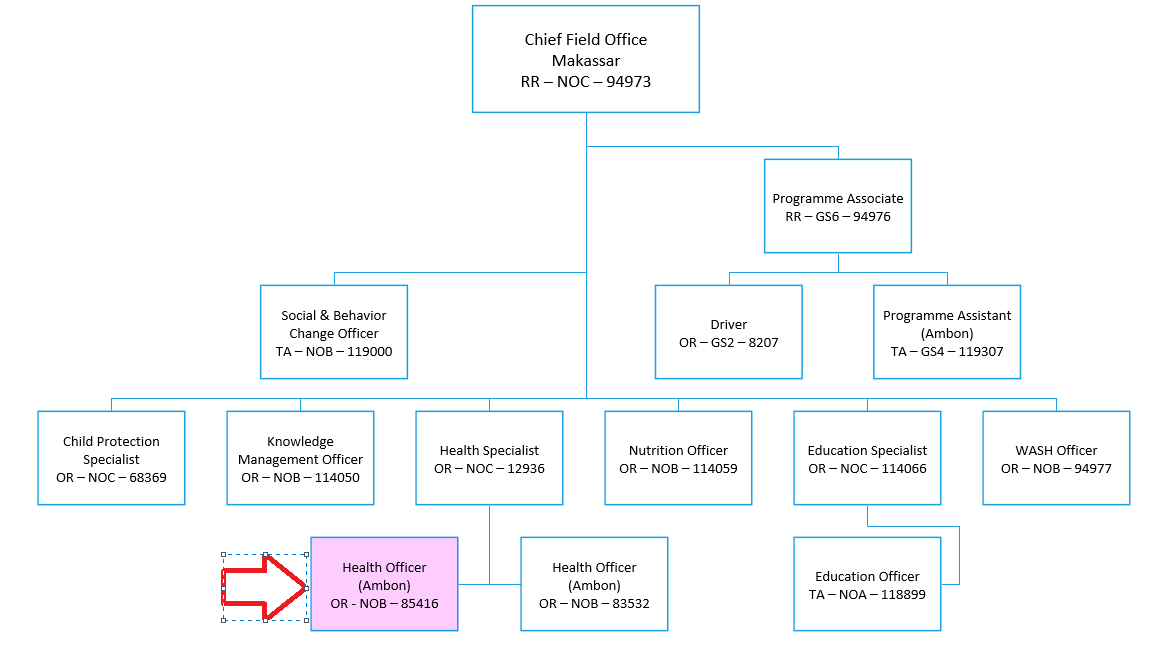 Chief Field Office
Makassar
RR – NOC – 94973
Programme Associate
RR – GS6 – 94976
Social & Behavior
Change Officer
TA – NOB – 119000
Driver
OR – GS2 – 8207
Programme Assistant
(Ambon)
TA – GS4 – 119307
Child Protection
Specialist
OR – NOC – 68369
Knowledge
Management Officer
OR – NOB – 114050
Health Specialist
OR – NOC – 12936
Nutrition Officer
OR – NOB – 114059
Education Specialist
OR – NOC – 114066
WASH Officer
OR – NOB – 94977
Health Officer
(Ambon)
OR - NOB – 85416
Health Officer
(Ambon)
OR – NOB – 83532
Education Officer
TA – NOA – 118899